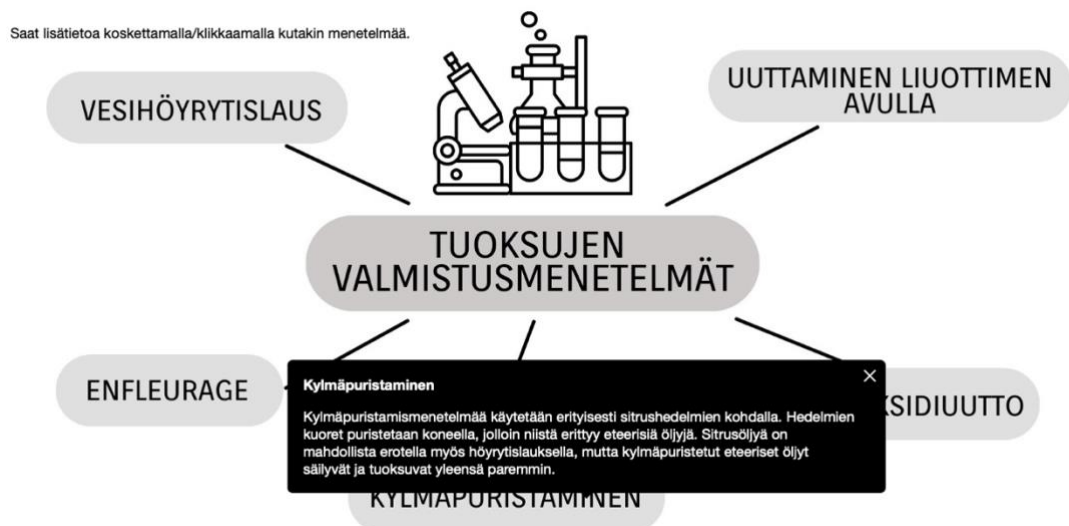 Saat lisätietoa koskettamalla/klikkaamalla kutakin menetelmää.
VESIHÖYRYTISLAUS
UUTTAMINEN LIUOTTIMEN
AVULLA
TUOKSUJEN
VALMISTUSMENETELMÄT
ENFLEURAGE
KSIDIUUTTO
Kylmäpuristaminen
Kylmäpuristamismenetelmää käytetään erityisesti sitrushedelmien kohdalla. Hedelmien
kuoret puristetaan koneella, jolloin niistä erittyy eteerisiä öljyjä. Sitrusöljyä on
mahdollista erotella myös höyrytislauksella, mutta kylmäpuristetut eteeriset öljyt
säilyvät ja tuoksuvat yleensä paremmin.
KYLMÄPURISTAMINEN